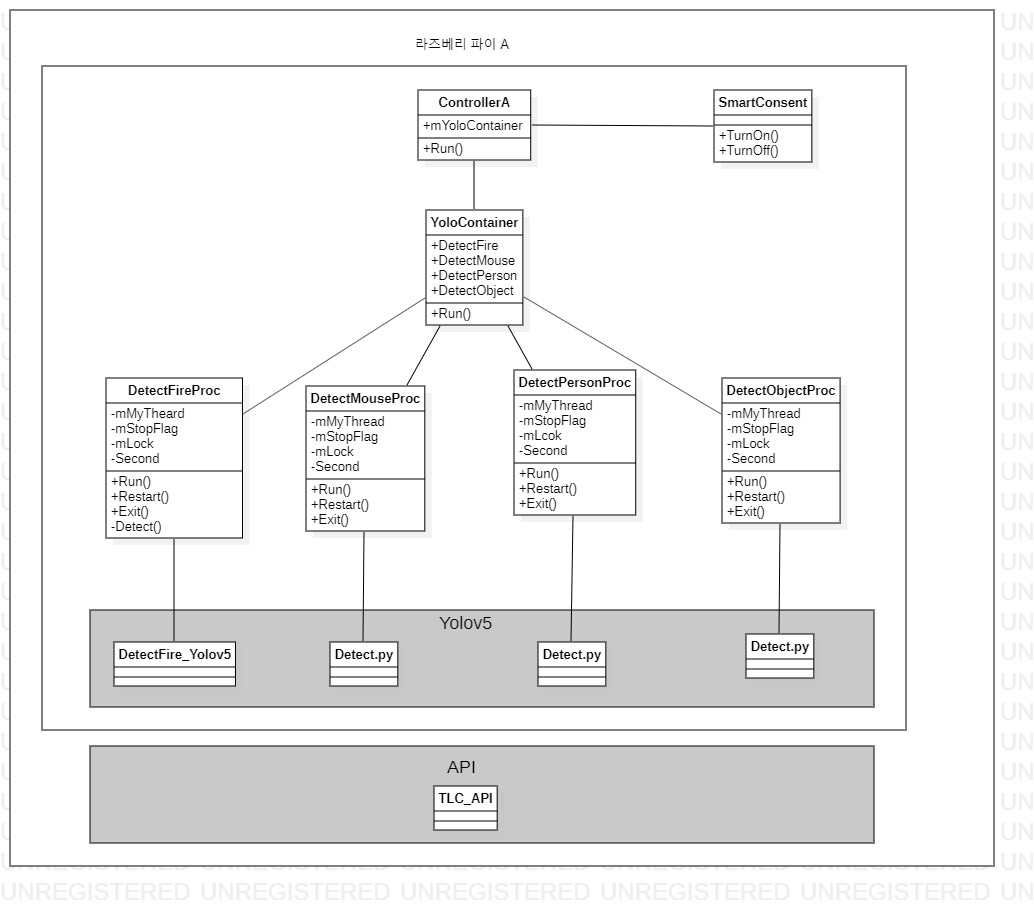 라즈베리 파이 A
ControllerA
+mYoloContainer
+Run()
SmartConsent
+TurnOn()
+TurnOff()
YoloContainer
+DetectFire
+DetectMouse
+DetectPerson
+DetectObject
+Run()
DetectFireProc
-mMyTheard
-mStopFlag
-mLock
-Second
+Run()
+Restart()
+Exit()
-Detect()
DetectMouseProc
-mMyThread
-mStopFlag
-mLock
-Second
+Run()
+Restart()
+Exit()
DetectPersonProc
-mMyThread
-mStopFlag
-mLcok
-Second
+Run()
+Restart()
+Exit()
DetectObjectProc
-mMyThread
-mStopFlag
-mLock
-Second
+Run()
+Restart()
+Exit()
Yolov5
DetectFire_Yolov5
Detect.py
Detect.py
Detect.py
API
TLC_API
UNREGISTERED UNREGISTERED UNREGISTERED UNREGISTERED UNREGISTERED UN